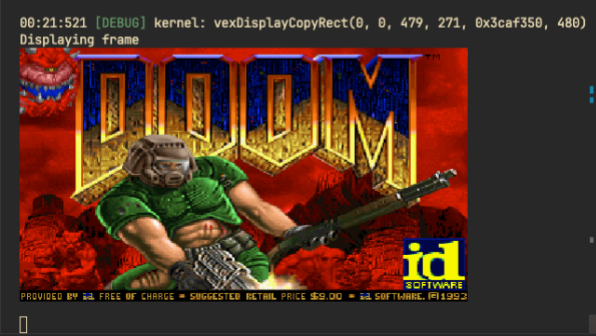 00:21:521 [DEBUG] kernel: vexDisplayCopyRect(0, 0, 479, 271, 0x3caf350, 480)
Displaying frame
DOOM™
id
SOFTWARE
PROVIDED BY id FREE OF CHARGE = SUGGESTED RETAIL PRICE $9.00 = id SOFTWARE, ©1993